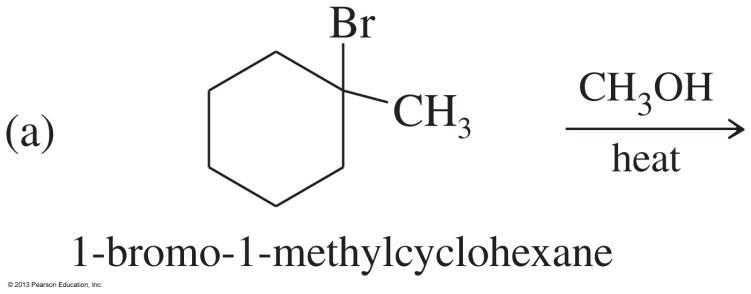 Br
(a)
CH₃
CH₃OH
heat
1-bromo-1-methylcyclohexane
© 2013 Pearson Education, Inc.